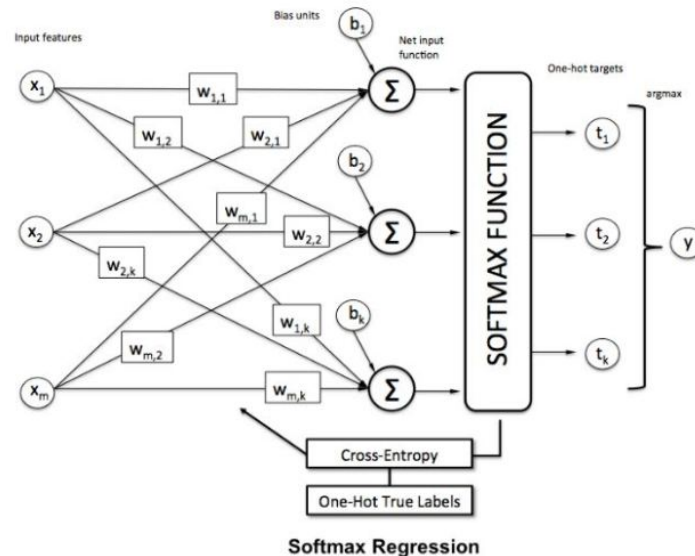 Bias units
b1
Input features
Net input
function
One-hot targets
argmax
x1
w1,1
Σ
w1,2
w2,1
t1
b2
x2
wm,1
w2,2
Σ
SOFTMAX FUNCTION
t2
y
w2,k
w1,k
bk
wm,2
t k
xm
wm,k
Σ
Cross-Entropy
One-Hot True Labels
Softmax Regression